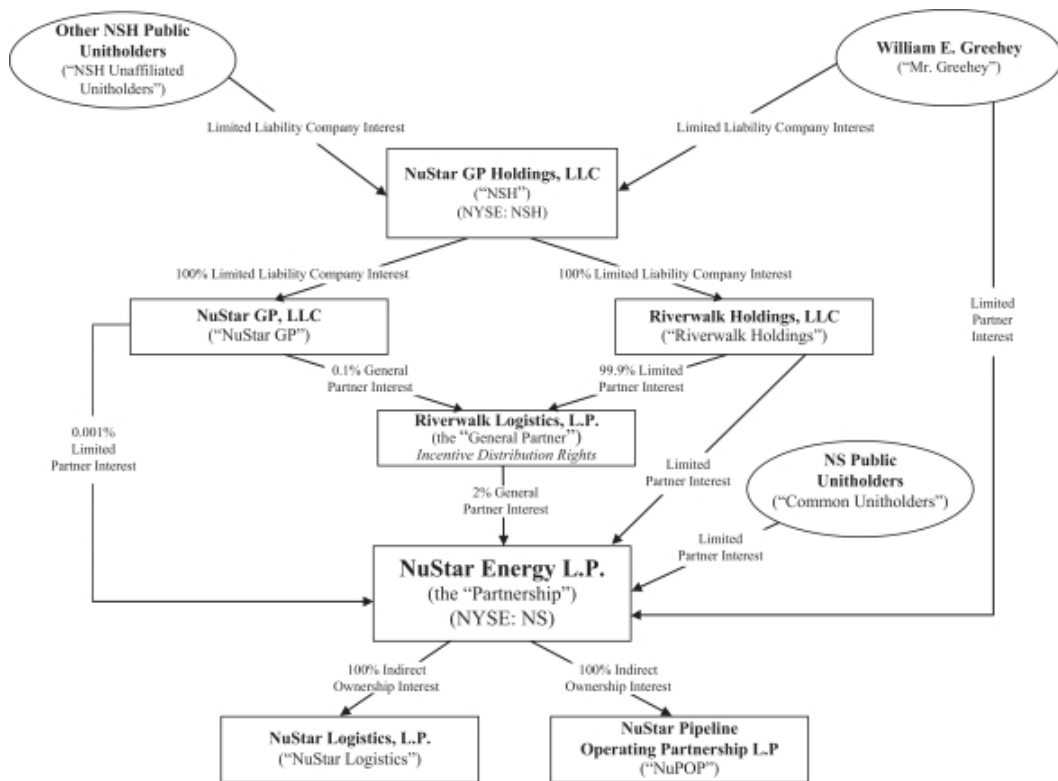 Other NSH Public
Unitholders
(“NSH Unaffiliated
Unitholders”)
William E. Greehey
(“Mr. Greehey”)
Limited Liability Company Interest
Limited Liability Company Interest
NuStar GP Holdings, LLC
(“NSH”)
(NYSE: NSH)
100% Limited Liability Company Interest
100% Limited Liability Company Interest
NuStar GP, LLC
(“NuStar GP”)
Riverwalk Holdings, LLC
(“Riverwalk Holdings”)
Limited
Partner
Interest
0.1% General
Partner Interest
99.9% Limited
Partner Interest
Riverwalk Logistics, L.P.
(the “General Partner”)
Incentive Distribution Rights
0.001%
Limited
Partner Interest
Limited
Partner Interest
NS Public
Unitholders
(“Common Unitholders”)
2% General
Partner Interest
Limited
Partner Interest
NuStar Energy L.P.
(the “Partnership”)
(NYSE: NS)
100% Indirect
Ownership Interest
100% Indirect
Ownership Interest
NuStar Logistics, L.P.
(“NuStar Logistics”)
NuStar Pipeline
Operating Partnership L.P
(“NuPOP”)